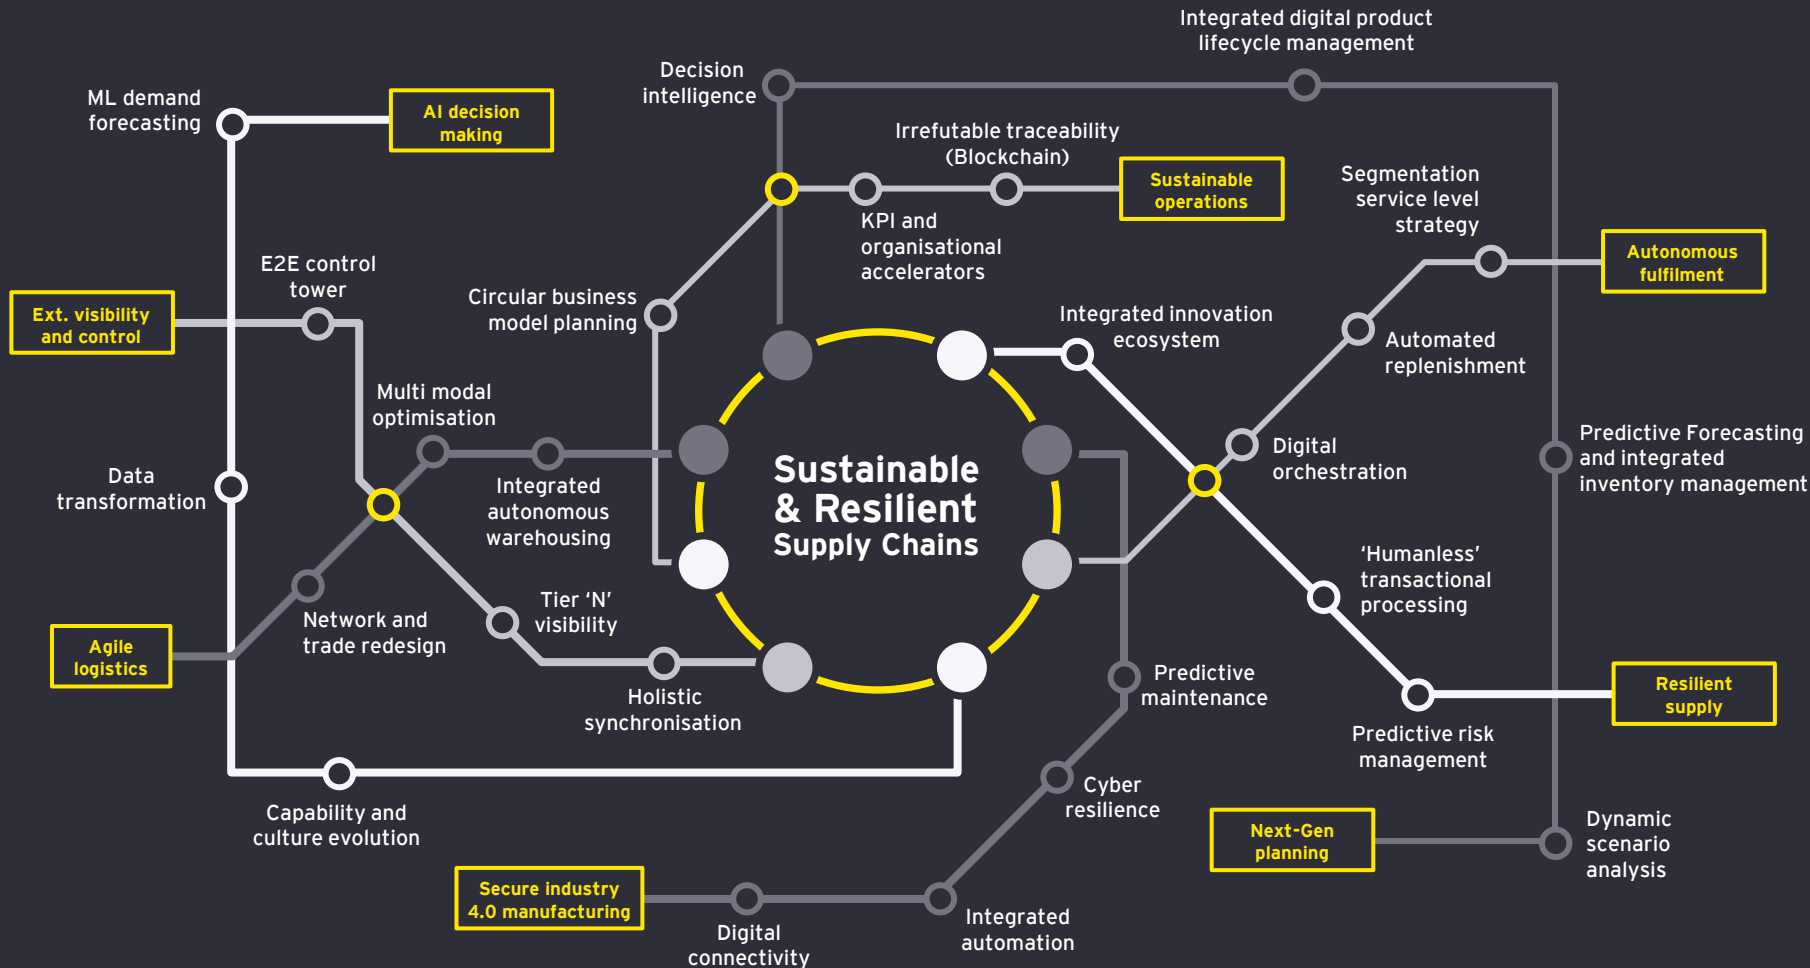 Integrated digital product
lifecycle management
Decision
intelligence
ML demand
forecasting
AI decision
making
Irrefutable traceability
(Blockchain)
Sustainable
operations
Segmentation
service level
strategy
KPI and
organisational
accelerators
Autonomous
fulfilment
E2E control
tower
Ext. visibility
and control
Circular business
model planning
Integrated innovation
ecosystem
Automated
replenishment
Multi modal
optimisation
Digital
orchestration
Predictive Forecasting
and integrated
inventory management
Data
transformation
Integrated
autonomous
warehousing
Sustainable
& Resilient
Supply Chains
‘Humanless’
transactional
processing
Tier ‘N’
visibility
Network and
trade redesign
Agile
logistics
Holistic
synchronisation
Predictive
maintenance
Resilient
supply
Predictive risk
management
Cyber
resilience
Capability and
culture evolution
Next-Gen
planning
Dynamic
scenario
analysis
Secure industry
4.0 manufacturing
Digital
connectivity
Integrated
automation